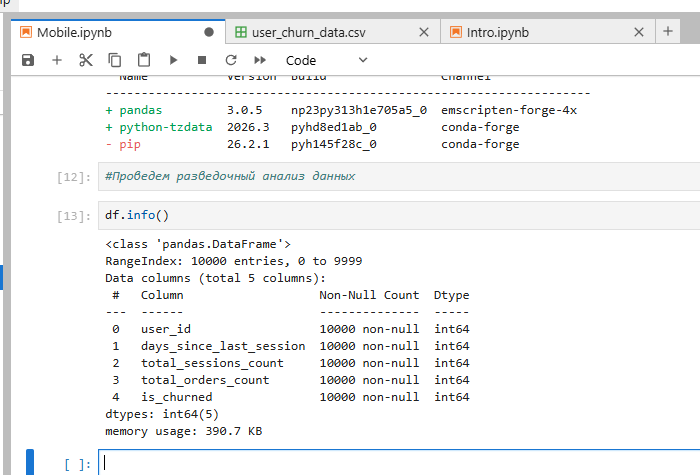 Mobile.ipynb
user_churn_data.csv
Intro.ipynb
Code
Name Version Build Channel
--------------------------------------------------------------
+ pandas 3.0.5 np23py313h1e705a5_0 emscripten-forge-4x
+ python-tzdata 2026.3 pyhd8ed1ab_0 conda-forge
- pip 26.2.1 pyh145f28c_0 conda-forge
[12]: #Проведем разведочный анализ данных
[13]: df.info()
<class 'pandas.DataFrame'>
RangeIndex: 10000 entries, 0 to 9999
Data columns (total 5 columns):
# Column Non-Null Count Dtype
--- ------ -------------- -----
0 user_id 10000 non-null int64
1 days_since_last_session 10000 non-null int64
2 total_sessions_count 10000 non-null int64
3 total_orders_count 10000 non-null int64
4 is_churned 10000 non-null int64
dtypes: int64(5)
memory usage: 390.7 KB
[ ]: